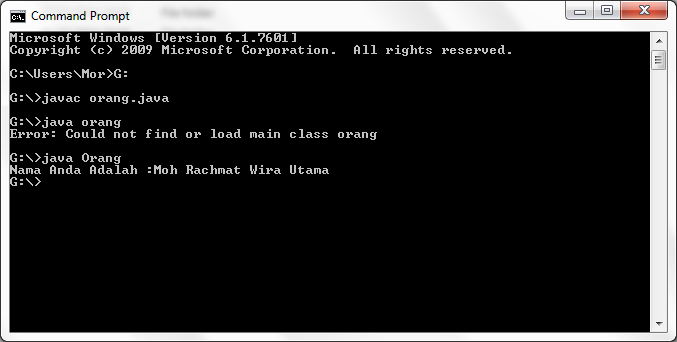 Command Prompt
Microsoft Windows [Version 6.1.7601]
Copyright (c) 2009 Microsoft Corporation.  All rights reserved.
C:\Users\Mor>G:
G:\>javac orang.java
G:\>java orang
Error: Could not find or load main class orang
G:\>java Orang
Nama Anda Adalah :Moh Rachmat Wira Utama
G:\>